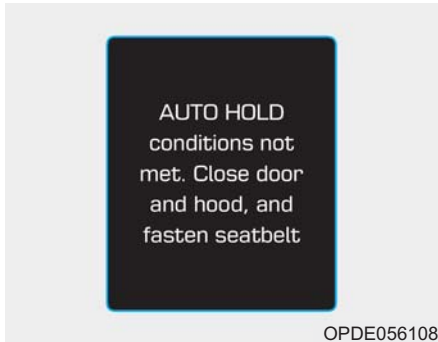 AUTO HOLD
conditions not
met. Close door
and hood, and
fasten seatbelt
OPDE056108